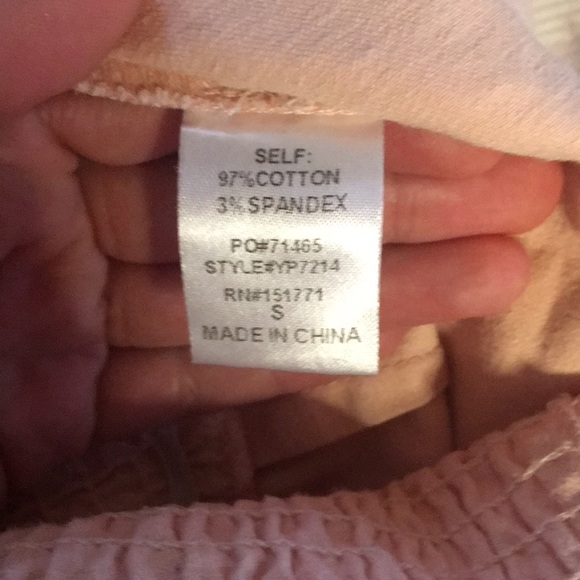 SELF:
97%COTTON
3%SPANDEX
PO#71465
STYLE#YP7214
RN#151771
S
MADE IN CHINA